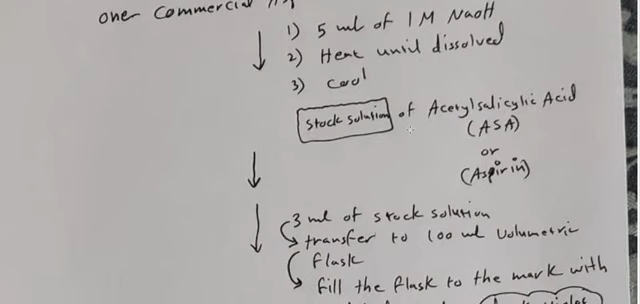 one commercial
1) 5 ml of 1 M NaOH
2) Heat until dissolved
3) Cool
stock solution of Acetylsalicylic Acid
(ASA)
or
(Aspirin)
3 ml of stock solution
transfer to 100 ml volumetric
flask
fill the flask to the mark with